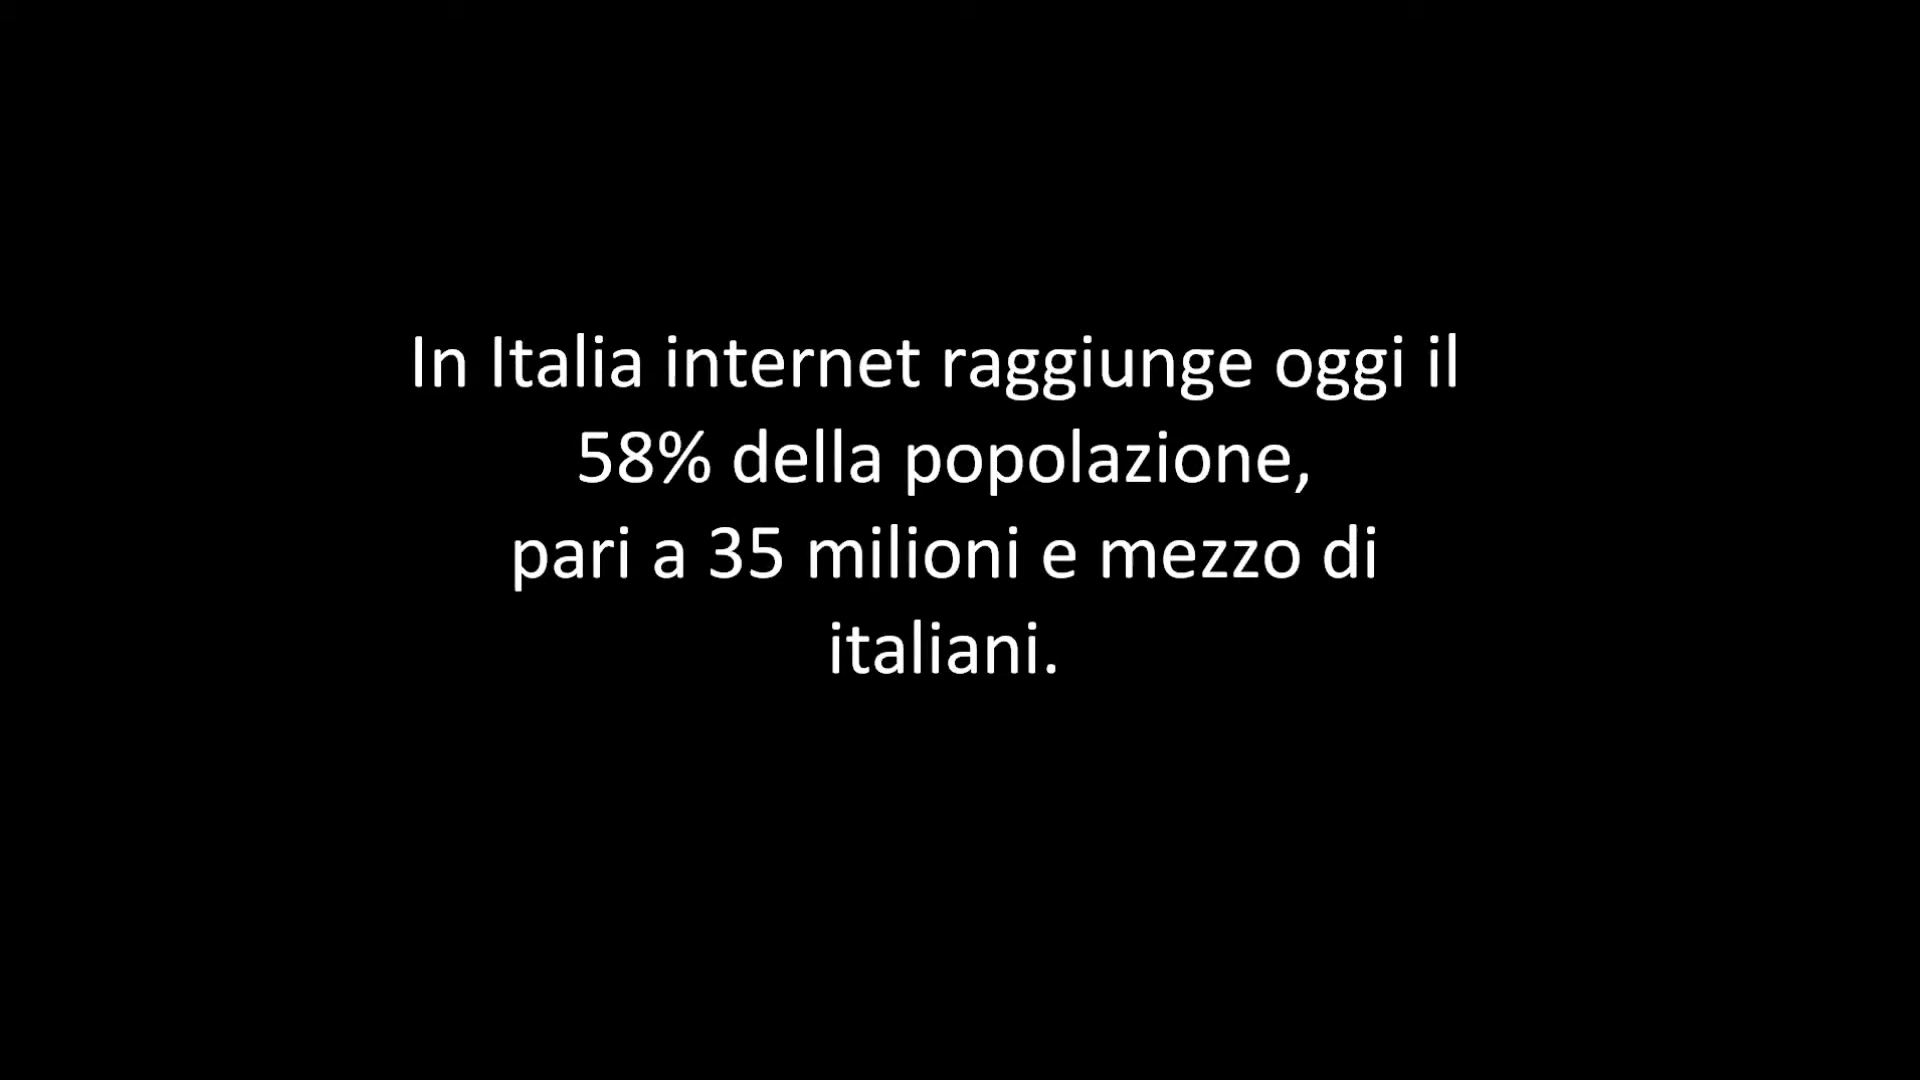 In Italia internet raggiunge oggi il
58% della popolazione,
pari a 35 milioni e mezzo di
italiani.